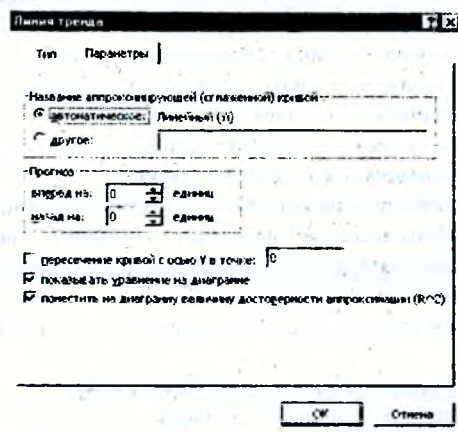 Линия тренда
Тип Параметры
Название аппроксимирующей (сглаженной) кривой
автоматическое: Линейный
другое:
Прогноз
вперед на: 0 единиц
назад на: 0 единиц
пересечение кривой с осью Y в точке: 0
показывать уравнение на диаграмме
поместить на диаграмму величину достоверности аппроксимации (R^2)
OK Отмена